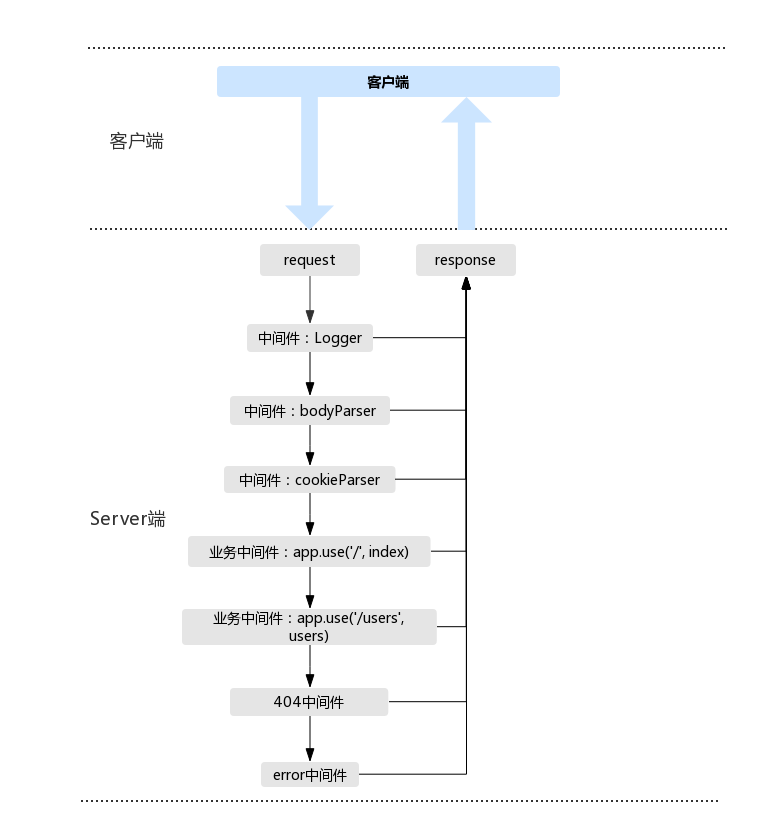 客户端
客户端
request
response
中间件：Logger
中间件：bodyParser
中间件：cookieParser
Server端
业务中间件：app.use('/', index)
业务中间件：app.use('/users',
users)
404中间件
error中间件